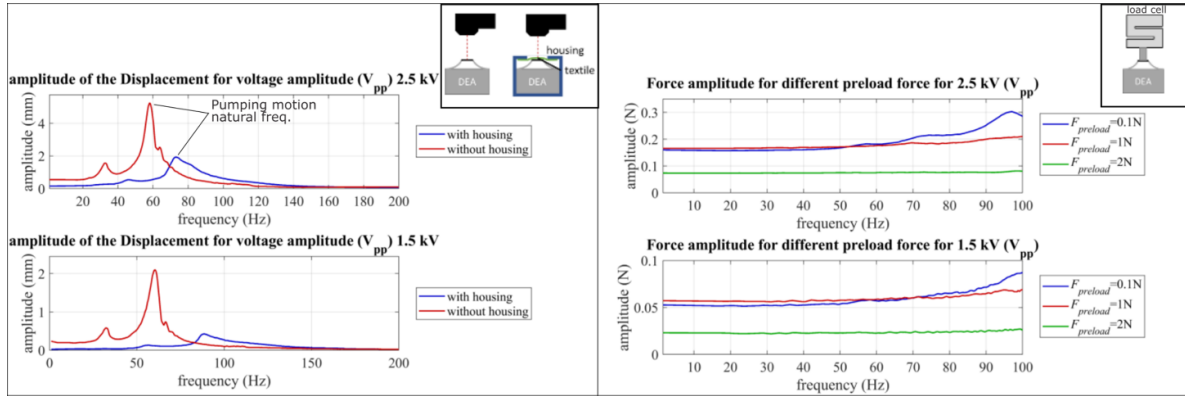 housing
textile
DEA
DEA
amplitude of the Displacement for voltage amplitude (Vpp) 2.5 kV
Pumping motion
natural freq.
amplitude (mm)
4
2
0
20 40 60 80 100 120 140 160 180 200
frequency (Hz)
with housing
without housing
amplitude of the Displacement for voltage amplitude (Vpp) 1.5 kV
amplitude (mm)
2
1
0
0 50 100 150 200
frequency (Hz)
with housing
without housing
load cell
DEA
Force amplitude for different preload force for 2.5 kV (Vpp)
amplitude (N)
0.3
0.2
0.1
0
10 20 30 40 50 60 70 80 90 100
frequency (Hz)
Fpreload=0.1N
Fpreload=1N
Fpreload=2N
Force amplitude for different preload force for 1.5 kV (Vpp)
amplitude (N)
0.1
0.05
0
10 20 30 40 50 60 70 80 90 100
frequency (Hz)
Fpreload=0.1N
Fpreload=1N
Fpreload=2N